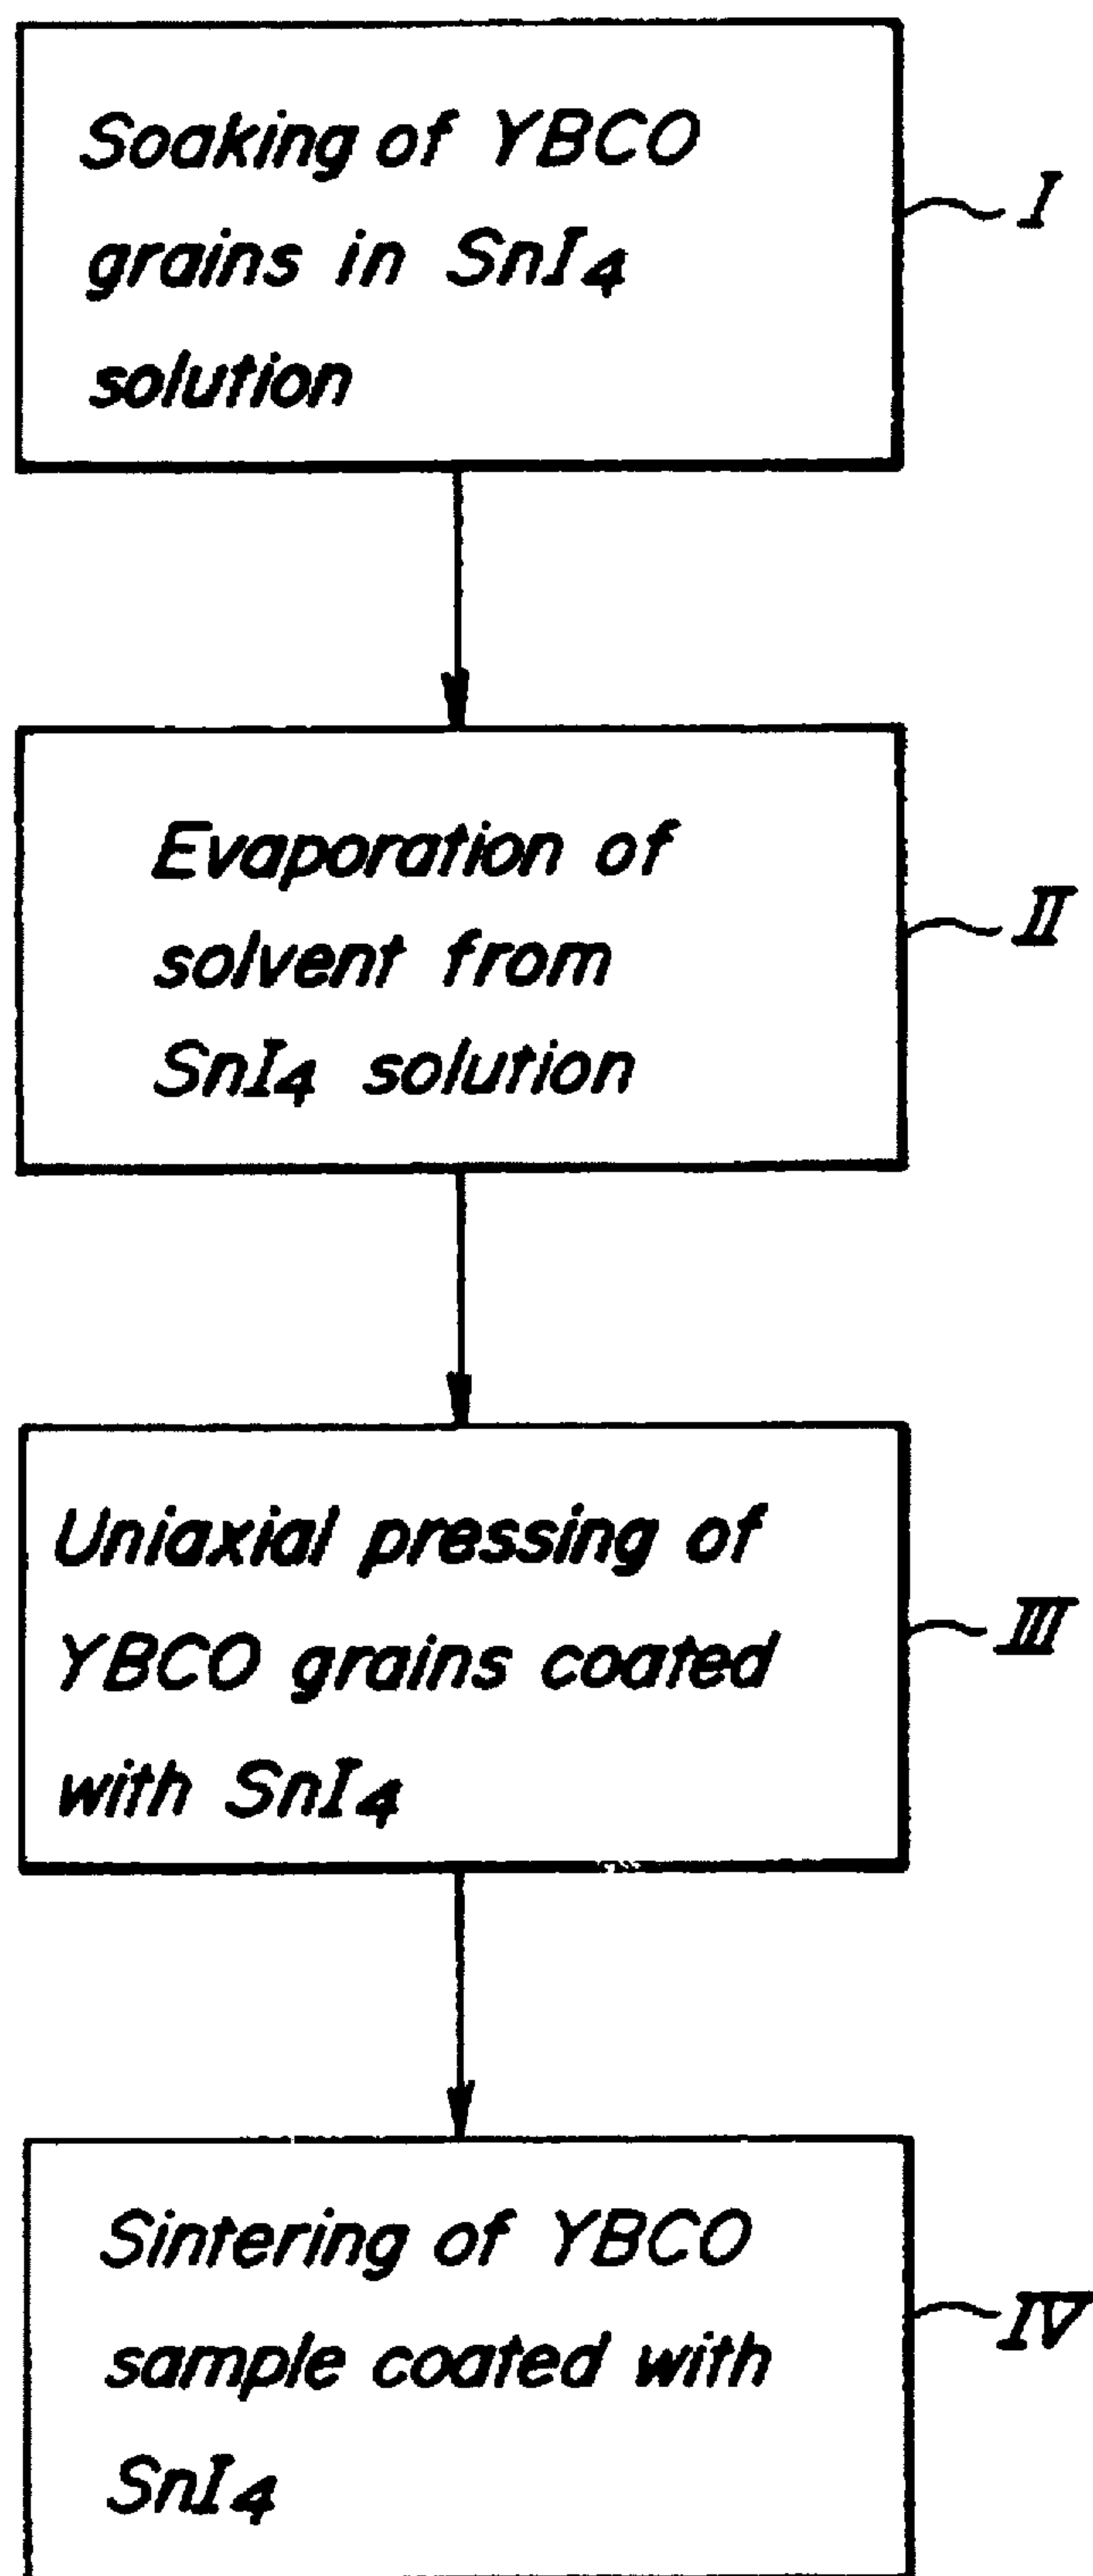 Soaking of YBCO
grains in SnI4
solution
I
Evaporation of
solvent from
SnI4 solution
II
Uniaxial pressing of
YBCO grains coated
with SnI4
III
Sintering of YBCO
sample coated with
SnI4
IV